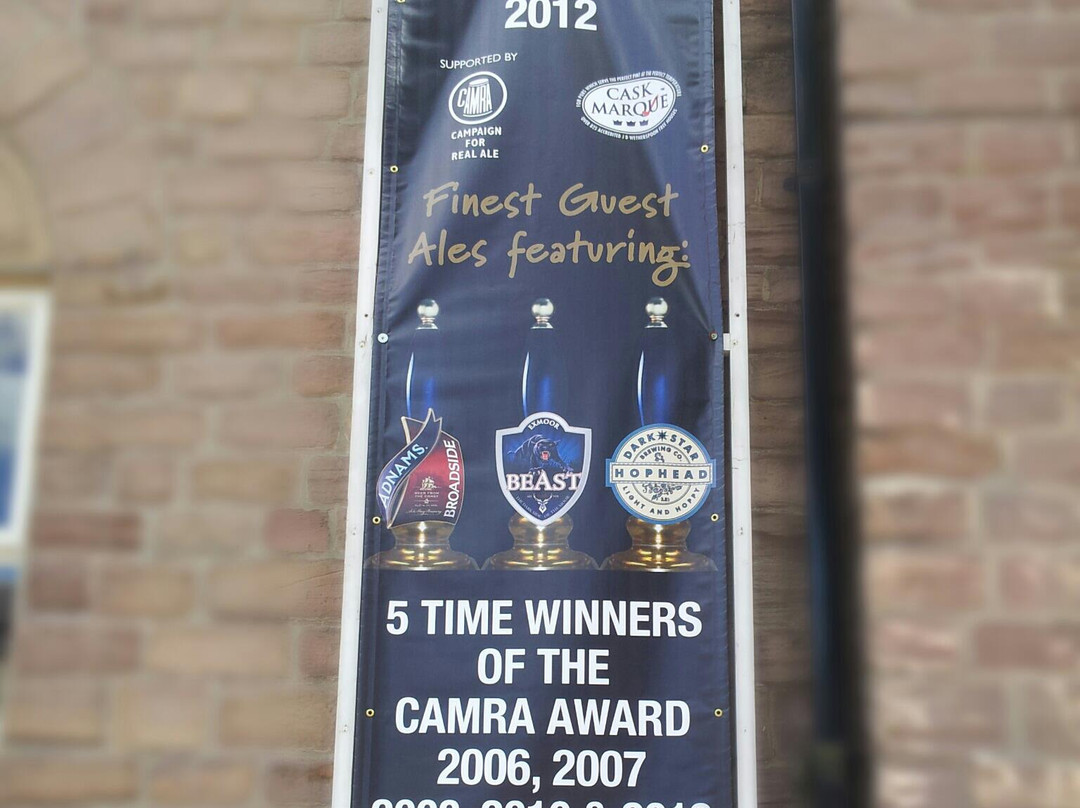 2012
SUPPORTED BY
CAMRA
CAMPAIGN
FOR
REAL ALE
CASK
MARQUE
Finest Guest
Ales featuring:
ADNAMS
BROADSIDE
EXMOOR
BEAST
DARK STAR
BREWING CO.
HOPHEAD
LIGHT AND HOPPY
5 TIME WINNERS
OF THE
CAMRA AWARD
2006, 2007